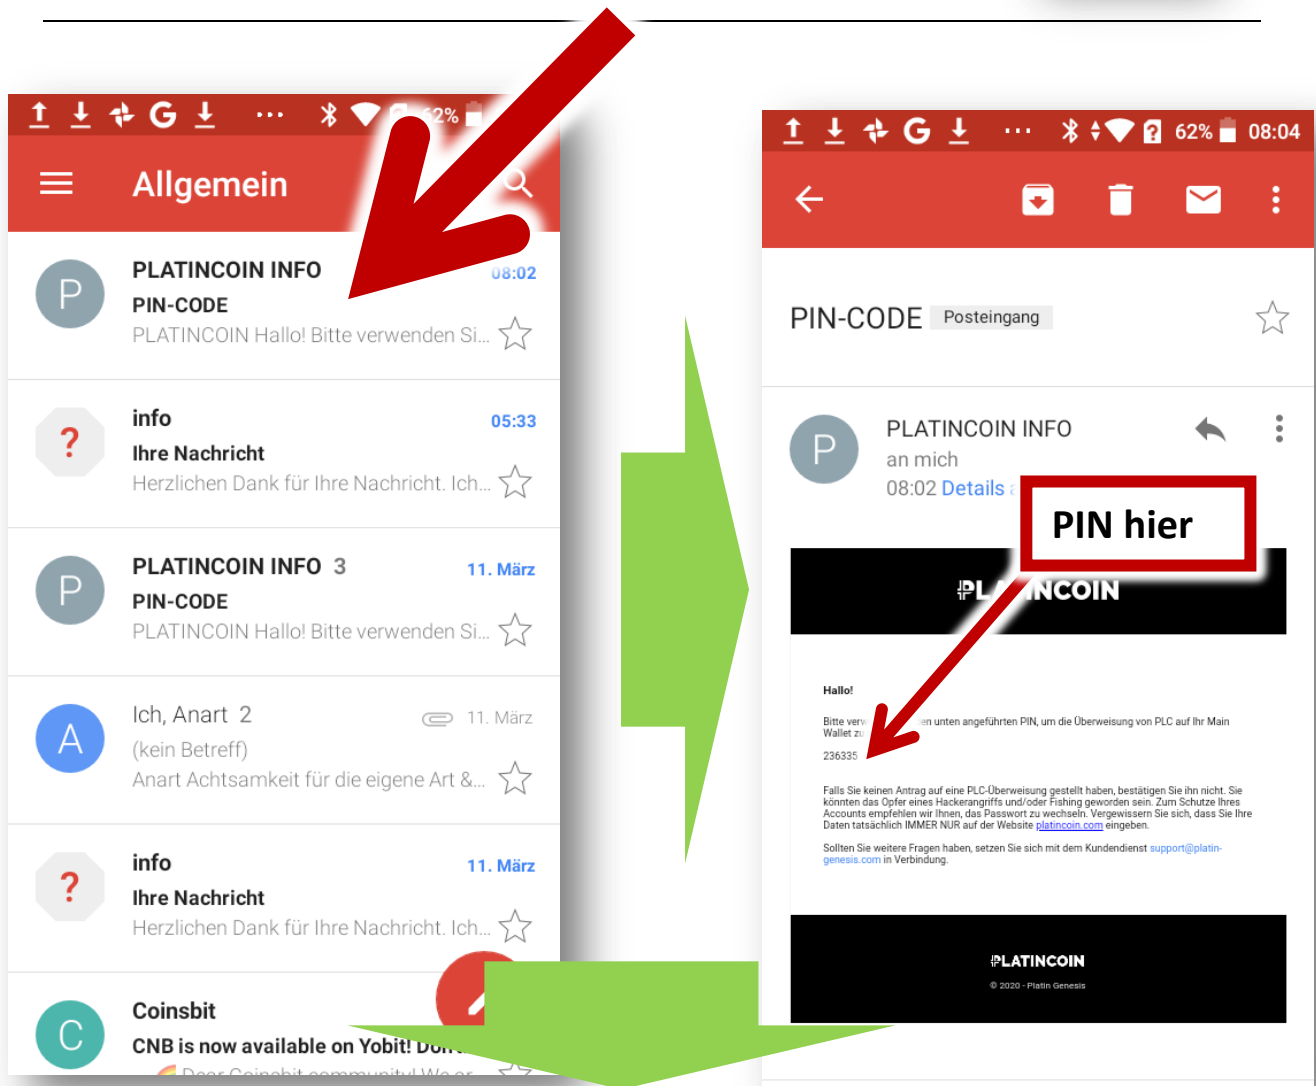 62%
Allgemein
PLATINCOIN INFO
08:02
PIN-CODE
PLATINCOIN Hallo! Bitte verwenden Si...
info
05:33
Ihre Nachricht
Herzlichen Dank für Ihre Nachricht. Ich...
PLATINCOIN INFO 3
11. März
PIN-CODE
PLATINCOIN Hallo! Bitte verwenden Si...
Ich, Anart 2
11. März
(kein Betreff)
Anart Achtsamkeit für die eigene Art &...
info
11. März
Ihre Nachricht
Herzlichen Dank für Ihre Nachricht. Ich...
Coinsbit
CNB is now available on Yobit!
Dear Coinsbit community! We
62% 08:04
PIN-CODE Posteingang
PLATINCOIN INFO
an mich
08:02 Details
PIN hier
PLATINCOIN
Hallo!
Bitte unten angeführten PIN, um die Überweisung von PLC auf Ihr Main
Wallet
236335
Falls Sie keinen Antrag auf eine PLC-Überweisung gestellt haben, bestätigen Sie ihn nicht. Sie
könnten das Opfer eines Hackerangriffs und/oder Fishing geworden sein. Zum Schutze Ihres
Accounts empfehlen wir Ihnen, das Passwort zu wechseln. Vergewissern Sie sich, dass Sie Ihre
Daten tatsächlich IMMER NUR auf der Website platincoin.com eingeben.
Sollten Sie weitere Fragen haben, setzen Sie sich mit dem Kundendienst support@platin-
genesis.com in Verbindung.
PLATINCOIN
© 2020 - Platin Genesis